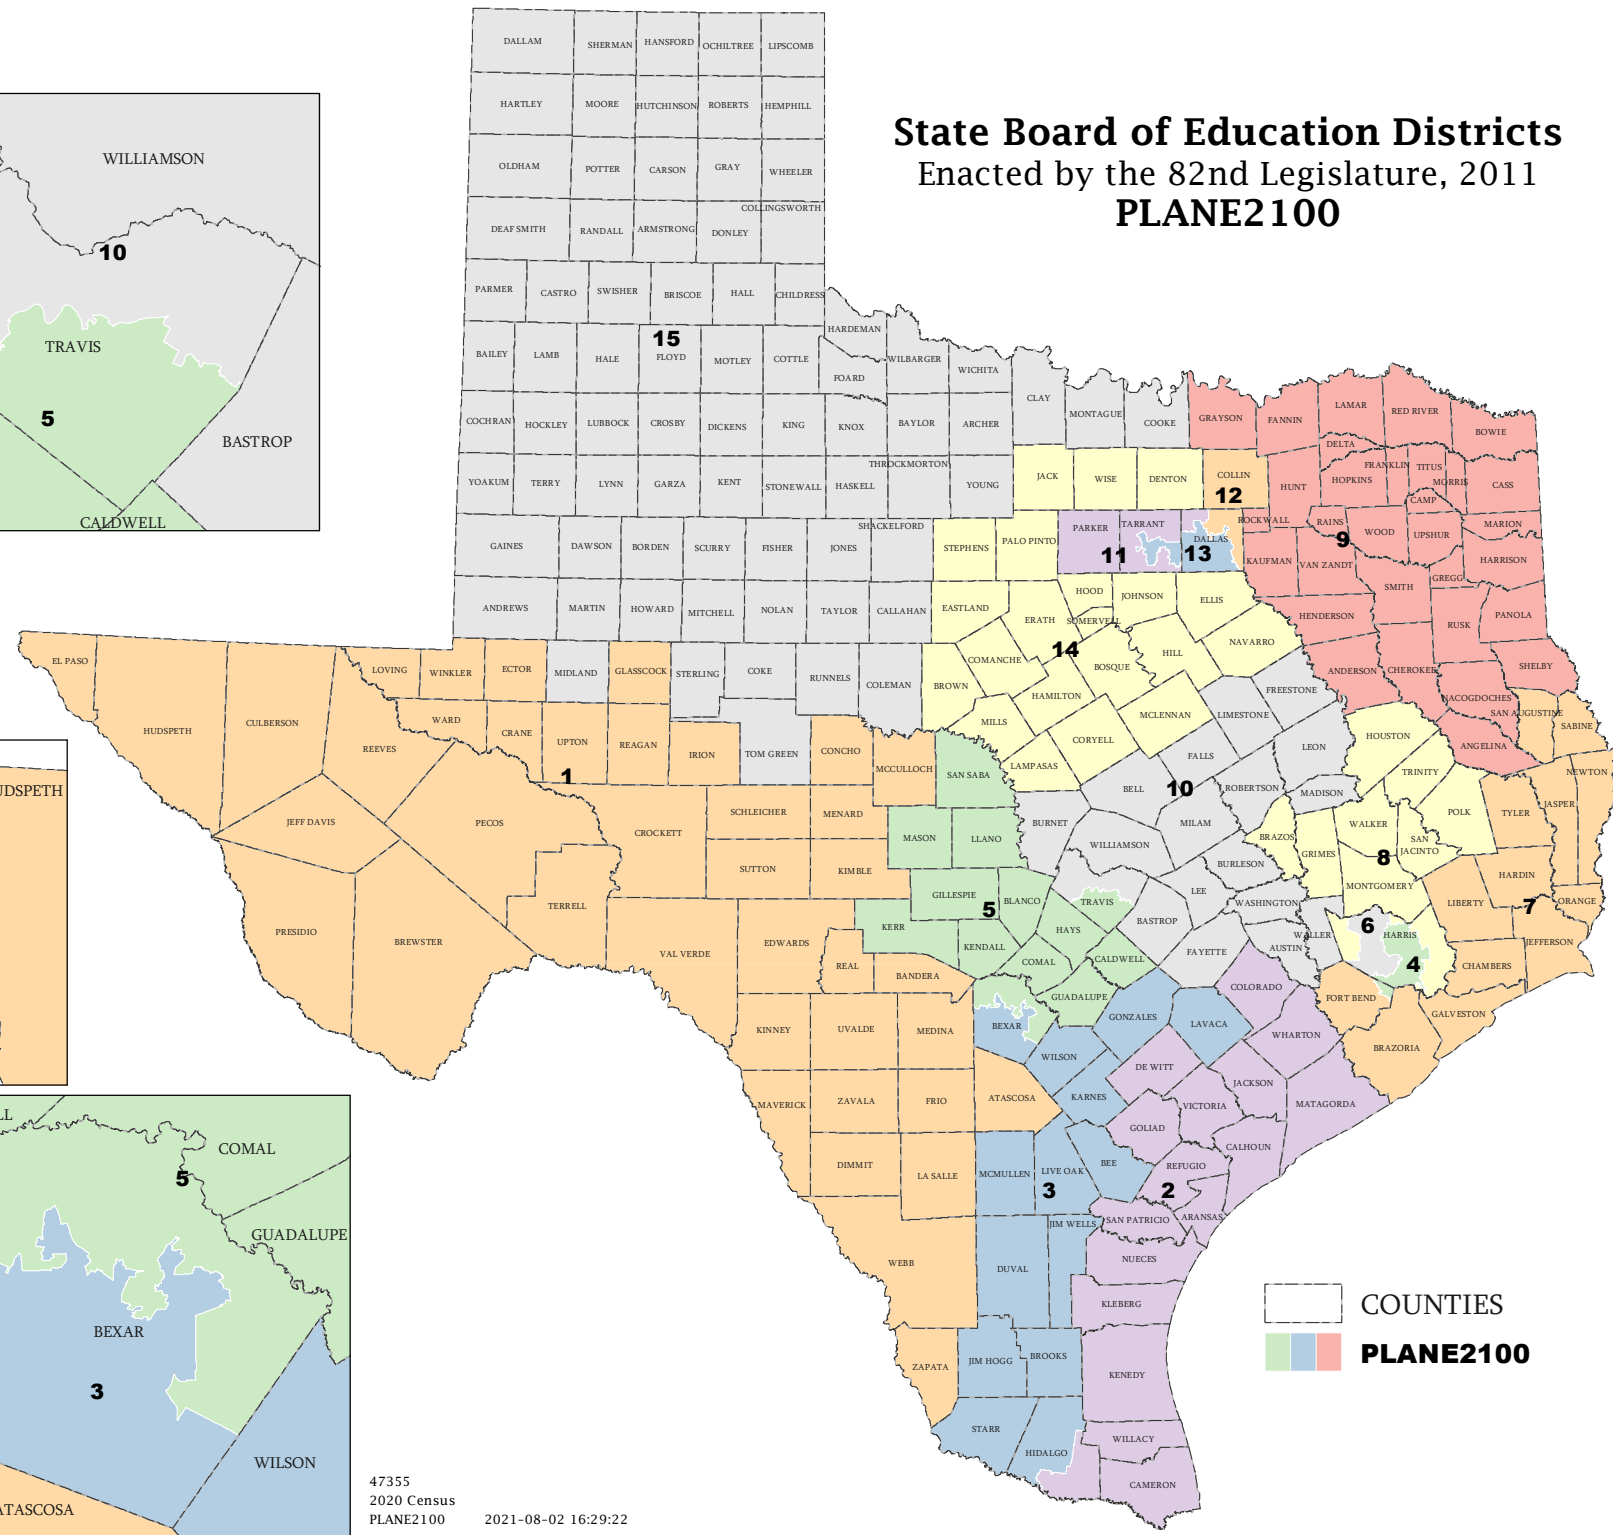 State Board of Education Districts
Enacted by the 82nd Legislature, 2011
PLANE2100
WILLIAMSON
10
TRAVIS
5
BASTROP
CALDWELL
UDSPETH
LL
COMAL
5
GUADALUPE
BEXAR
3
WILSON
ATASCOSA
DALLAM SHERMAN HANSFORD OCHILTREE LIPSCOMB
HARTLEY MOORE HUTCHINSON ROBERTS HEMPHILL
OLDHAM POTTER CARSON GRAY WHEELER
COLLINGSWORTH
DEAF SMITH RANDALL ARMSTRONG DONLEY
PARMER CASTRO SWISHER BRISCOE HALL CHILDRESS
HARDEMAN
15
BAILEY LAMB HALE FLOYD MOTLEY COTTLE FOARD WILBARGER WICHITA
CLAY MONTAGUE COOKE GRAYSON FANNIN LAMAR RED RIVER BOWIE
COCHRAN HOCKLEY LUBBOCK CROSBY DICKENS KING KNOX BAYLOR ARCHER
DELTA
THROCKMORTON
YOAKUM TERRY LYNN GARZA KENT STONEWALL HASKELL YOUNG
JACK WISE DENTON COLLIN HUNT HOPKINS FRANKLIN TITUS MORRIS CASS
12
CAMP
SHACKELFORD
GAINES DAWSON BORDEN SCURRY FISHER JONES STEPHENS PALO PINTO
PARKER TARRANT DALLAS ROCKWALL RAINS WOOD UPSHUR MARION
11 13 9
KAUFMAN VAN ZANDT SMITH GREGG HARRISON
ANDREWS MARTIN HOWARD MITCHELL NOLAN TAYLOR CALLAHAN EASTLAND
HOOD JOHNSON ELLIS
ERATH SOMERVELL HENDERSON RUSK PANOLA
14
EL PASO LOVING WINKLER ECTOR MIDLAND GLASSCOCK STERLING COKE RUNNELS COLEMAN
BROWN COMANCHE BOSQUE HILL NAVARRO
ANDERSON CHEROKEE SHELBY
HAMILTON FREESTONE NACOGDOCHES
SAN AUGUSTINE
HUDSPETH CULBERSON REEVES WARD CRANE UPTON REAGAN IRION TOM GREEN CONCHO
MILLS CORYELL MCLENNAN LIMESTONE
SABINE
HOUSTON ANGELINA
MCCULLOCH SAN SABA LAMPASAS FALLS LEON
1
TRINITY NEWTON
BELL 10 ROBERTSON MADISON
JEFF DAVIS PECOS CROCKETT SCHLEICHER MENARD
MASON LLANO BURNET MILAM
BRAZOS WALKER POLK TYLER JASPER
WILLIAMSON GRIMES SAN
JACINTO
8
SUTTON KIMBLE BURLESON
MONTGOMERY HARDIN
TERRELL GILLESPIE BLANCO TRAVIS LEE WASHINGTON
5
LIBERTY 7 ORANGE
PRESIDIO BREWSTER VAL VERDE EDWARDS KERR HAYS BASTROP
6
WALLER HARRIS
JEFFERSON
REAL BANDERA KENDALL COMAL CALDWELL FAYETTE AUSTIN
4 CHAMBERS
KINNEY UVALDE MEDINA BEXAR GUADALUPE GONZALES LAVACA COLORADO
FORT BEND GALVESTON
WHARTON BRAZORIA
WILSON DE WITT JACKSON
MAVERICK ZAVALA FRIO ATASCOSA KARNES VICTORIA MATAGORDA
GOLIAD CALHOUN
DIMMIT LA SALLE MCMULLEN LIVE OAK BEE REFUGIO
3 2
JIM WELLS SAN PATRICIO ARANSAS
WEBB DUVAL NUECES
KLEBERG
ZAPATA JIM HOGG BROOKS KENEDY
STARR HIDALGO WILLACY
CAMERON
COUNTIES
PLANE2100
47355
2020 Census
PLANE2100 2021-08-02 16:29:22